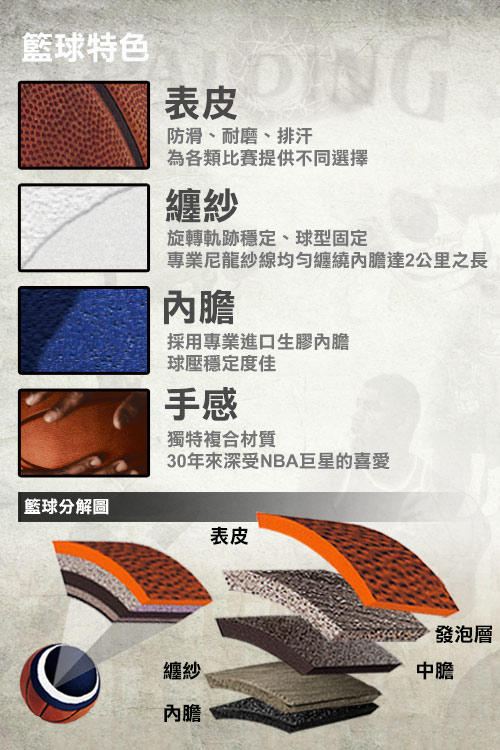 籃球特色
表皮
防滑、耐磨、排汗
為各類比賽提供不同選擇
纏紗
旋轉軌跡穩定、球型固定
專業尼龍紗線均勻纏繞內膽達2公里之長
內膽
採用專業進口生膠內膽
球壓穩定度佳
手感
獨特複合材質
30年來深受NBA巨星的喜愛
籃球分解圖
表皮
發泡層
纏紗
中膽
內膽